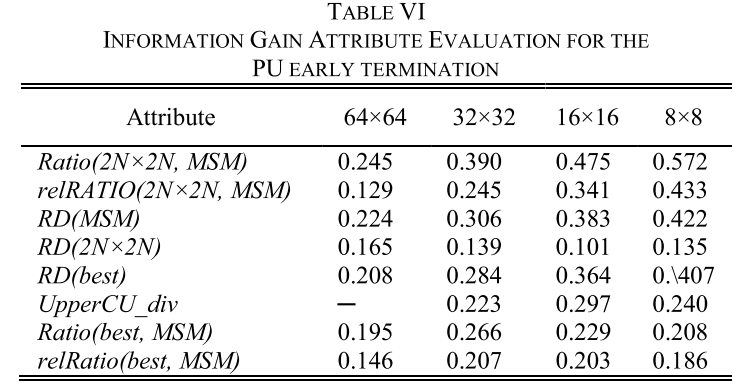 TABLE VI
INFORMATION GAIN ATTRIBUTE EVALUATION FOR THE
PU EARLY TERMINATION
Attribute 64×64 32×32 16×16 8×8
Ratio(2N×2N, MSM) 0.245 0.390 0.475 0.572
relRATIO(2N×2N, MSM) 0.129 0.245 0.341 0.433
RD(MSM) 0.224 0.306 0.383 0.422
RD(2N×2N) 0.165 0.139 0.101 0.135
RD(best) 0.208 0.284 0.364 0.\407
UpperCU_div – 0.223 0.297 0.240
Ratio(best, MSM) 0.195 0.266 0.229 0.208
relRatio(best, MSM) 0.146 0.207 0.203 0.186